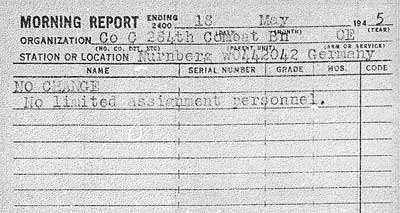 MORNING REPORT ENDING 2400 18 May 1945
(MONTH) (YEAR)
ORGANIZATION Co C 284th Combat Bn CE
(NO. CO. DET. ETC) (PARENT UNIT) (ARM OR SERVICE)
STATION OR LOCATION Nurnberg WO442042 Germany
NAME SERIAL NUMBER GRADE MOS. CODE
NO CHANGE
No limited assignment personnel.